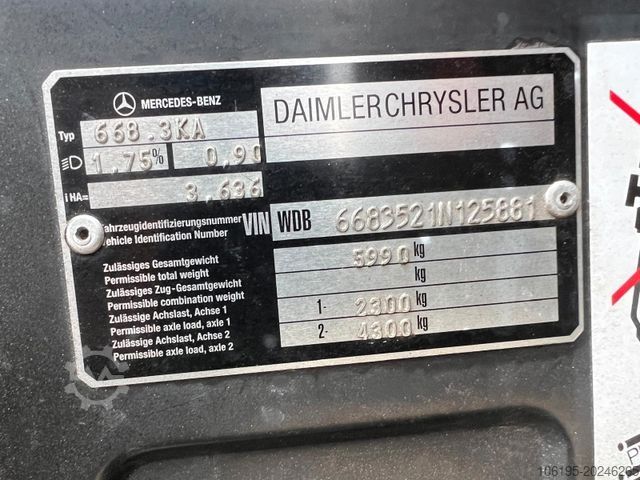 MERCEDES-BENZ
DAIMLERCHRYSLER AG
Typ 668.3KA
1.75% 0,90
iHA= 3,636
Fahrzeugidentifizierungsnummer
Vehicle Identification Number
VIN WDB 6683521N125881
Zulässiges Gesamtgewicht
Permissible total weight
5990 kg
Zulässiges Zug-Gesamtgewicht
Permissible combination weight
kg
Zulässige Achslast, Achse 1
Permissible axle load, axle 1
1- 2300 kg
Zulässige Achslast, Achse 2
Permissible axle load, axle 2
2- 4300 kg